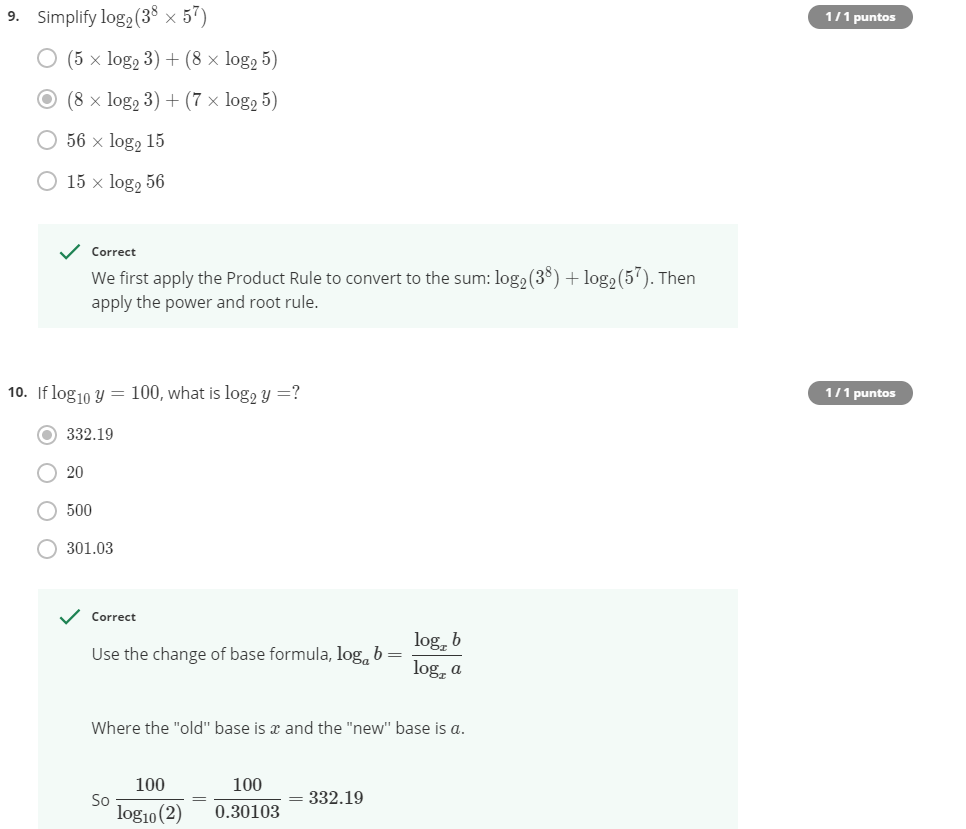 9. Simplify log₂(3⁸ × 5⁷)
1 / 1 puntos
(5 × log₂ 3) + (8 × log₂ 5)
(8 × log₂ 3) + (7 × log₂ 5)
56 × log₂ 15
15 × log₂ 56
Correct
We first apply the Product Rule to convert to the sum: log₂(3⁸) + log₂(5⁷). Then
apply the power and root rule.
10. If log₁₀ y = 100, what is log₂ y =?
1 / 1 puntos
332.19
20
500
301.03
Correct
Use the change of base formula, logₐ b = logₓ b / logₓ a
Where the "old" base is x and the "new" base is a.
So 100 / log₁₀(2) = 100 / 0.30103 = 332.19